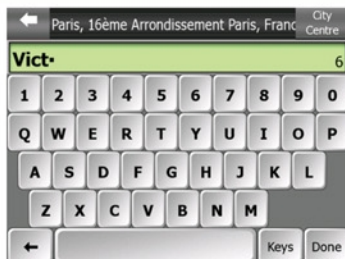 Paris, 16ème Arrondissement Paris, Franc
City
Centre
Vict
6
1 2 3 4 5 6 7 8 9 0
Q W E R T Y U I O P
A S D F G H J K L
Z X C V B N M
Keys Done